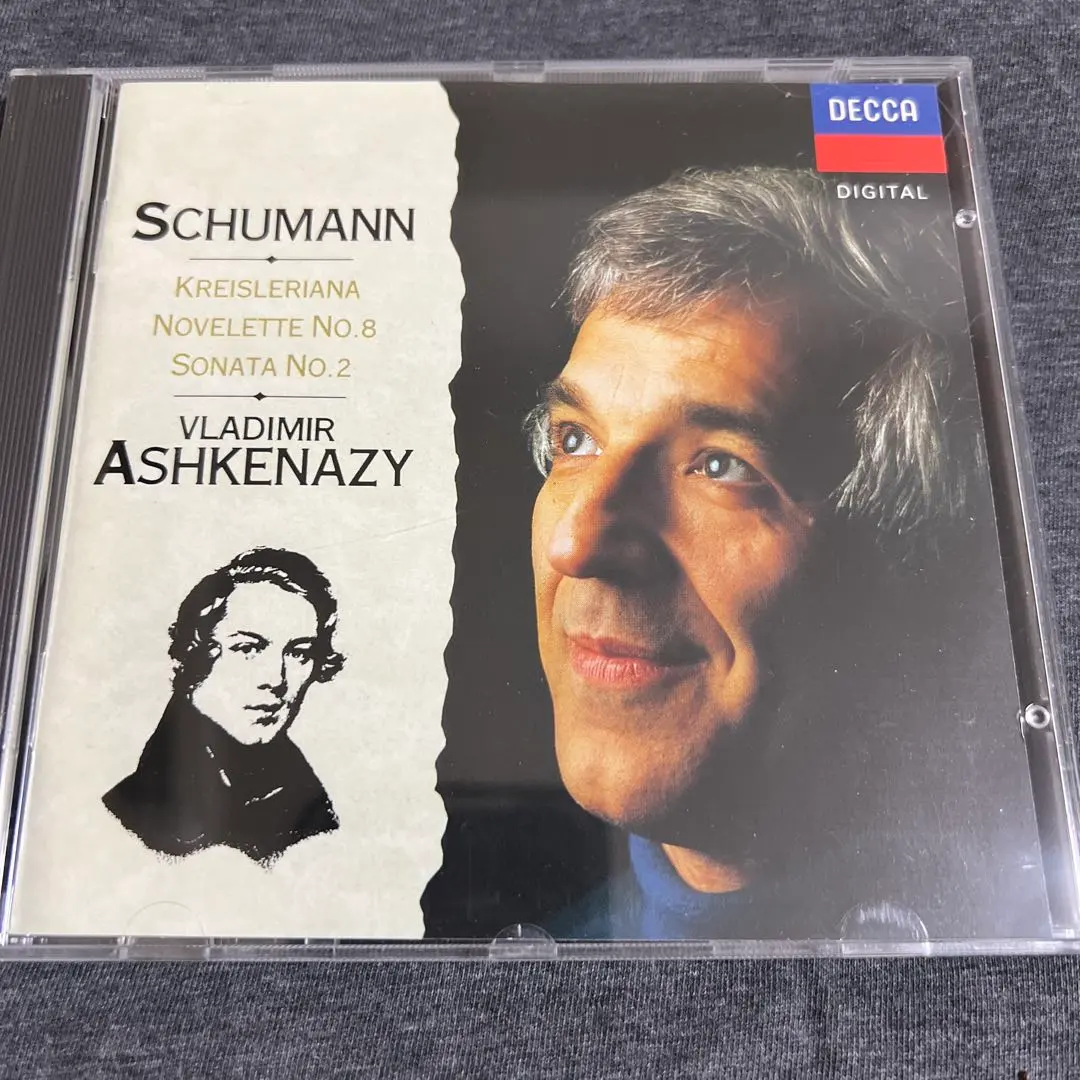 SCHUMANN
KREISLERIANA
NOVELETTE NO.8
SONATA NO.2
VLADIMIR
ASHKENAZY
DECCA
DIGITAL